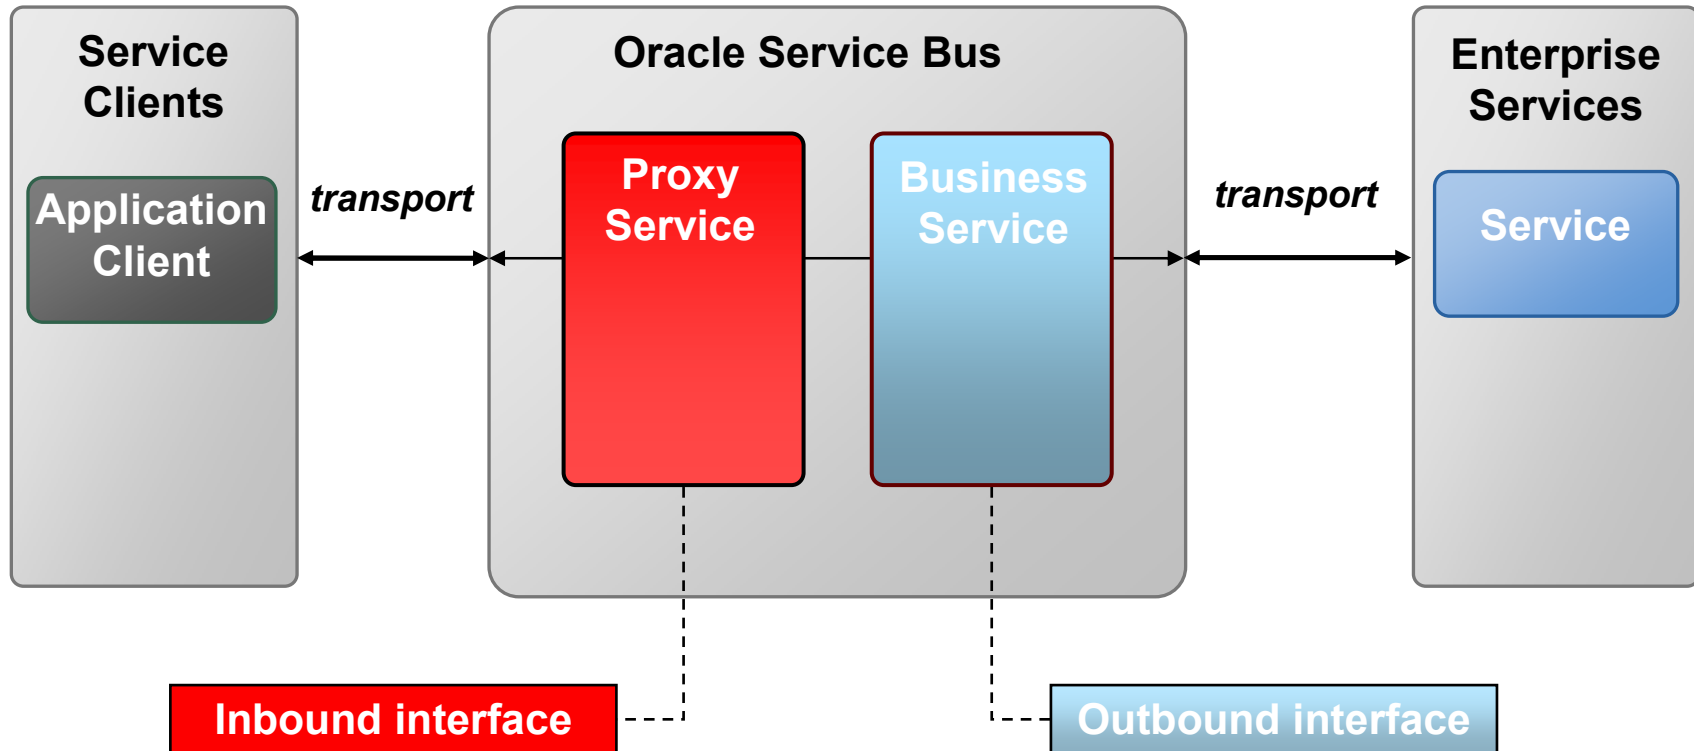 Service
Clients
Application
Client
transport
Oracle Service Bus
Proxy
Service
Business
Service
transport
Enterprise
Services
Service
Inbound interface
Outbound interface